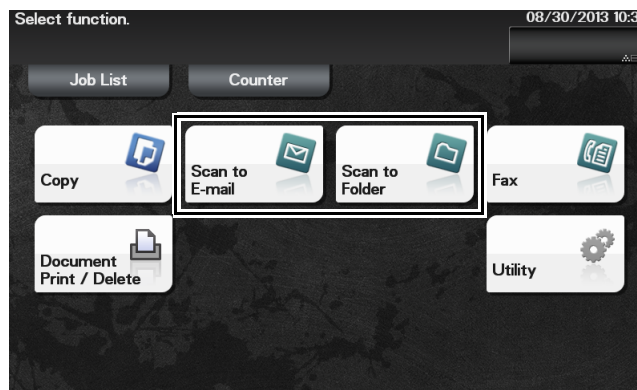 Select function.
08/30/2013 10:3
Job List
Counter
Copy
Scan to
E-mail
Scan to
Folder
Fax
Document
Print / Delete
Utility